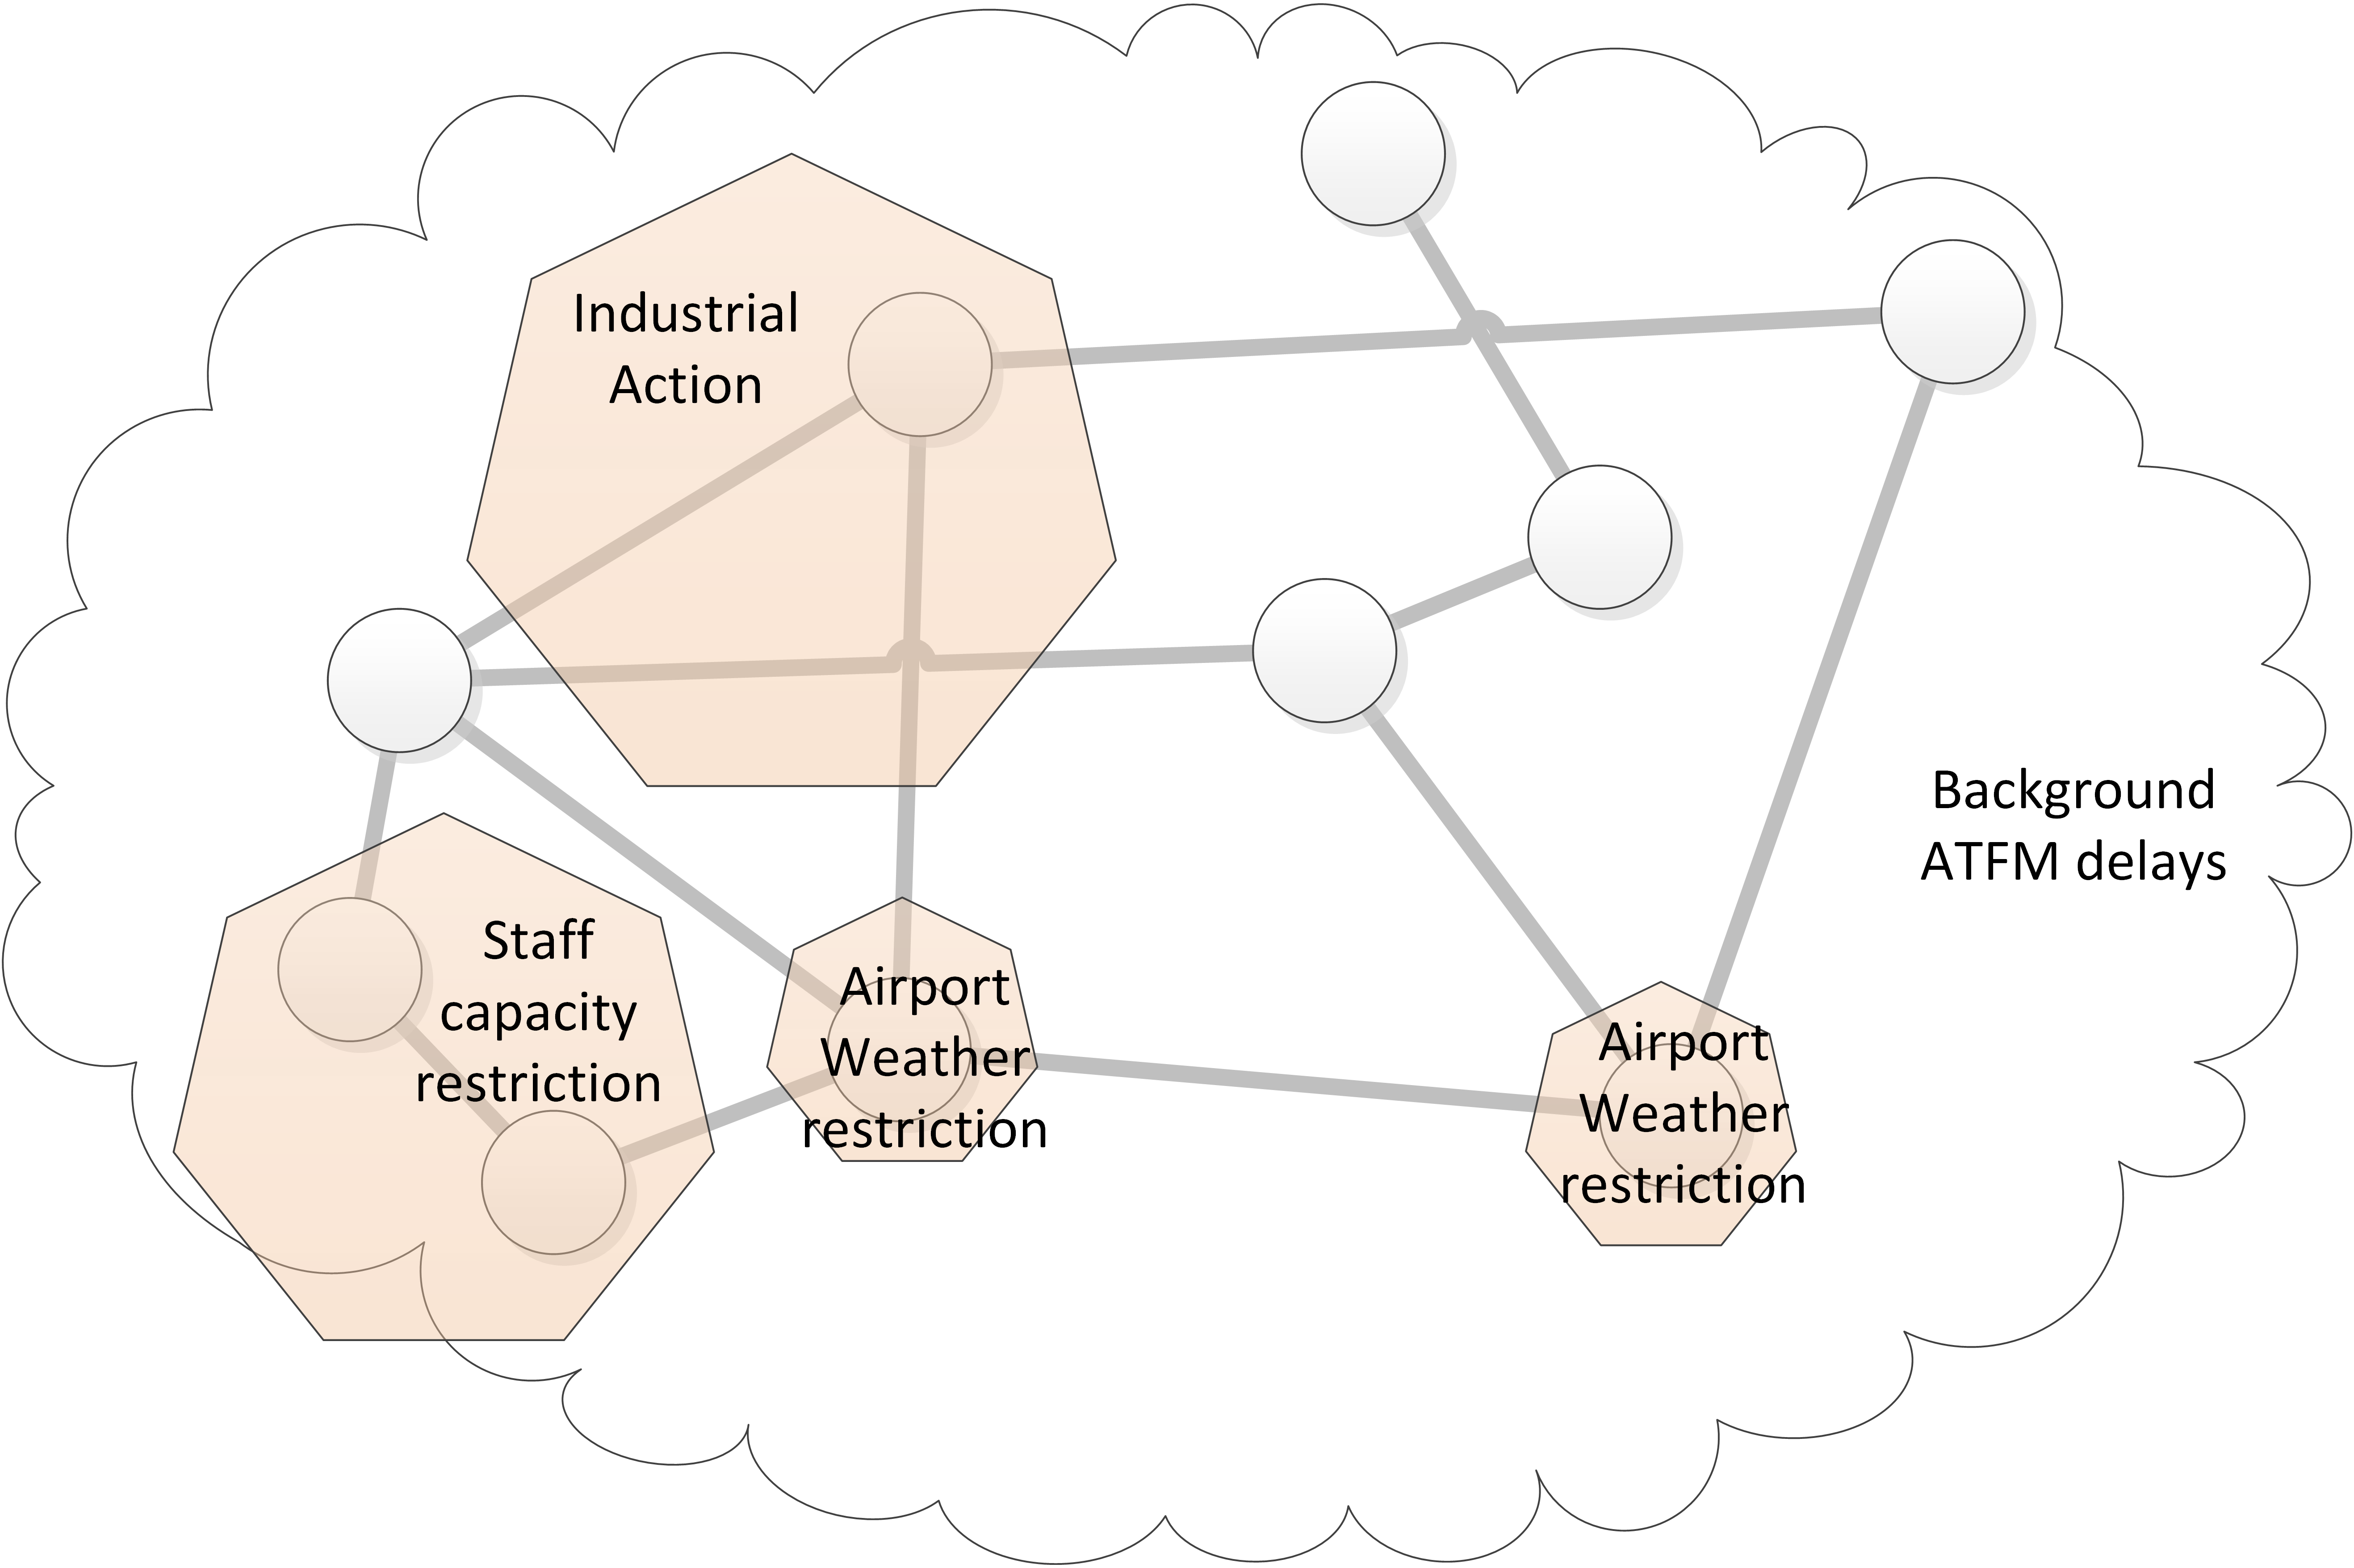 Industrial
Action
Background
ATFM delays
Staff
capacity
restriction
Airport
Weather
restriction
Airport
Weather
restriction